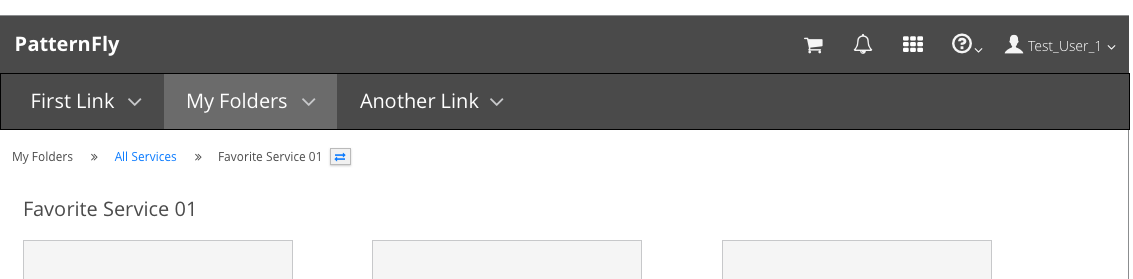 PatternFly
Test_User_1
First Link My Folders Another Link
My Folders » All Services » Favorite Service 01
Favorite Service 01